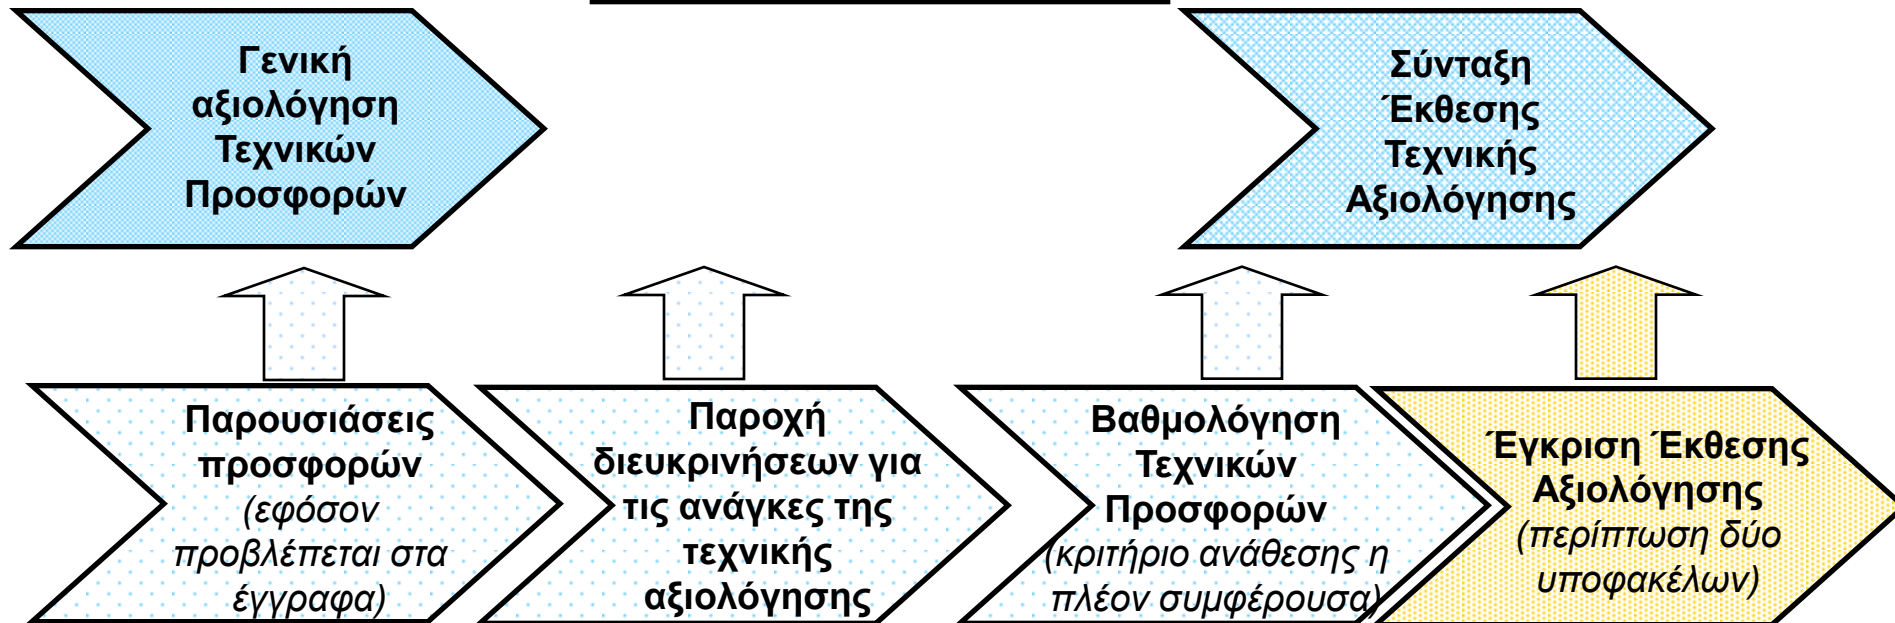 Γενική
αξιολόγηση
Τεχνικών
Προσφορών
Σύνταξη
Έκθεσης
Τεχνικής
Αξιολόγησης
Παρουσιάσεις
προσφορών
(εφόσον
προβλέπεται στα
έγγραφα)
Παροχή
διευκρινήσεων για
τις ανάγκες της
τεχνικής
αξιολόγησης
Βαθμολόγηση
Τεχνικών
Προσφορών
(κριτήριο ανάθεσης η
πλέον συμφέρουσα)
Έγκριση Έκθεσης
Αξιολόγησης
(περίπτωση δύο
υποφακέλων)